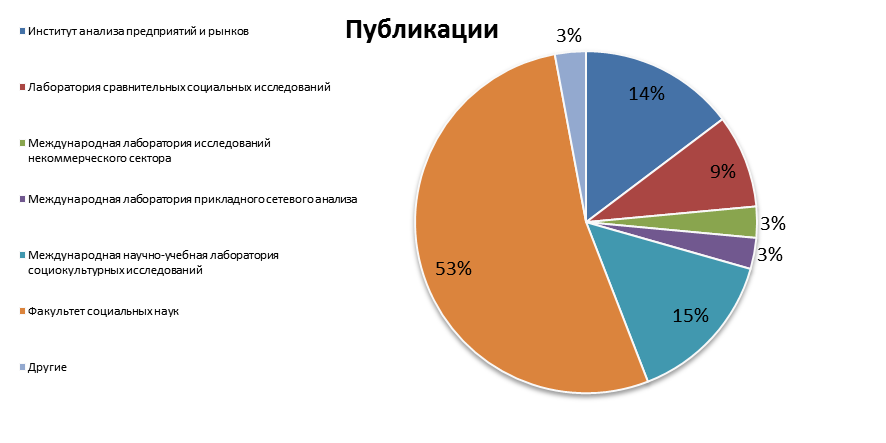 Публикации
Институт анализа предприятий и рынков
Лаборатория сравнительных социальных исследований
Международная лаборатория исследований
некоммерческого сектора
Международная лаборатория прикладного сетевого анализа
Международная научно-учебная лаборатория
социокультурных исследований
Факультет социальных наук
Другие
3%
14%
9%
3%
3%
15%
53%